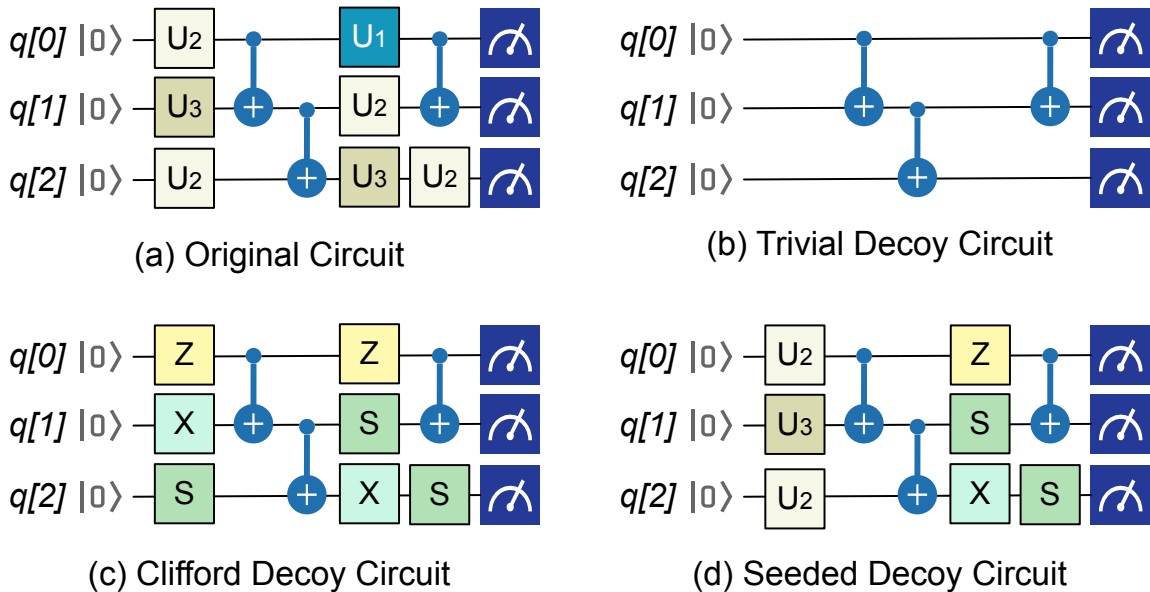 q[0] |0⟩ U2 U1
q[1] |0⟩ U3 U2
q[2] |0⟩ U2 U3 U2
(a) Original Circuit
q[0] |0⟩
q[1] |0⟩
q[2] |0⟩
(b) Trivial Decoy Circuit
q[0] |0⟩ Z Z
q[1] |0⟩ X S
q[2] |0⟩ S X S
(c) Clifford Decoy Circuit
q[0] |0⟩ U2 Z
q[1] |0⟩ U3 S
q[2] |0⟩ U2 X S
(d) Seeded Decoy Circuit